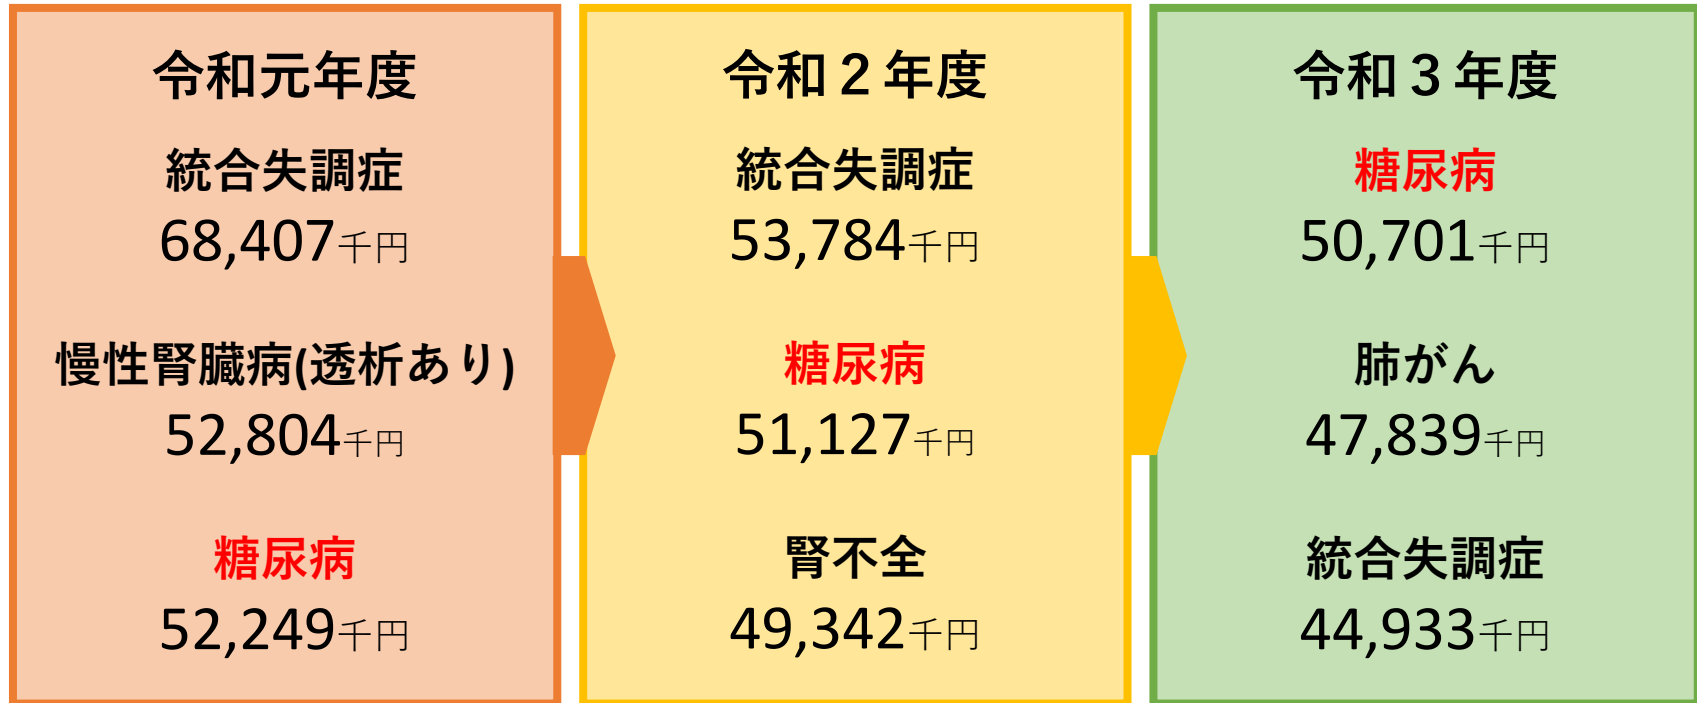 令和元年度
統合失調症
68,407千円
慢性腎臓病(透析あり)
52,804千円
糖尿病
52,249千円
令和２年度
統合失調症
53,784千円
糖尿病
51,127千円
腎不全
49,342千円
令和３年度
糖尿病
50,701千円
肺がん
47,839千円
統合失調症
44,933千円